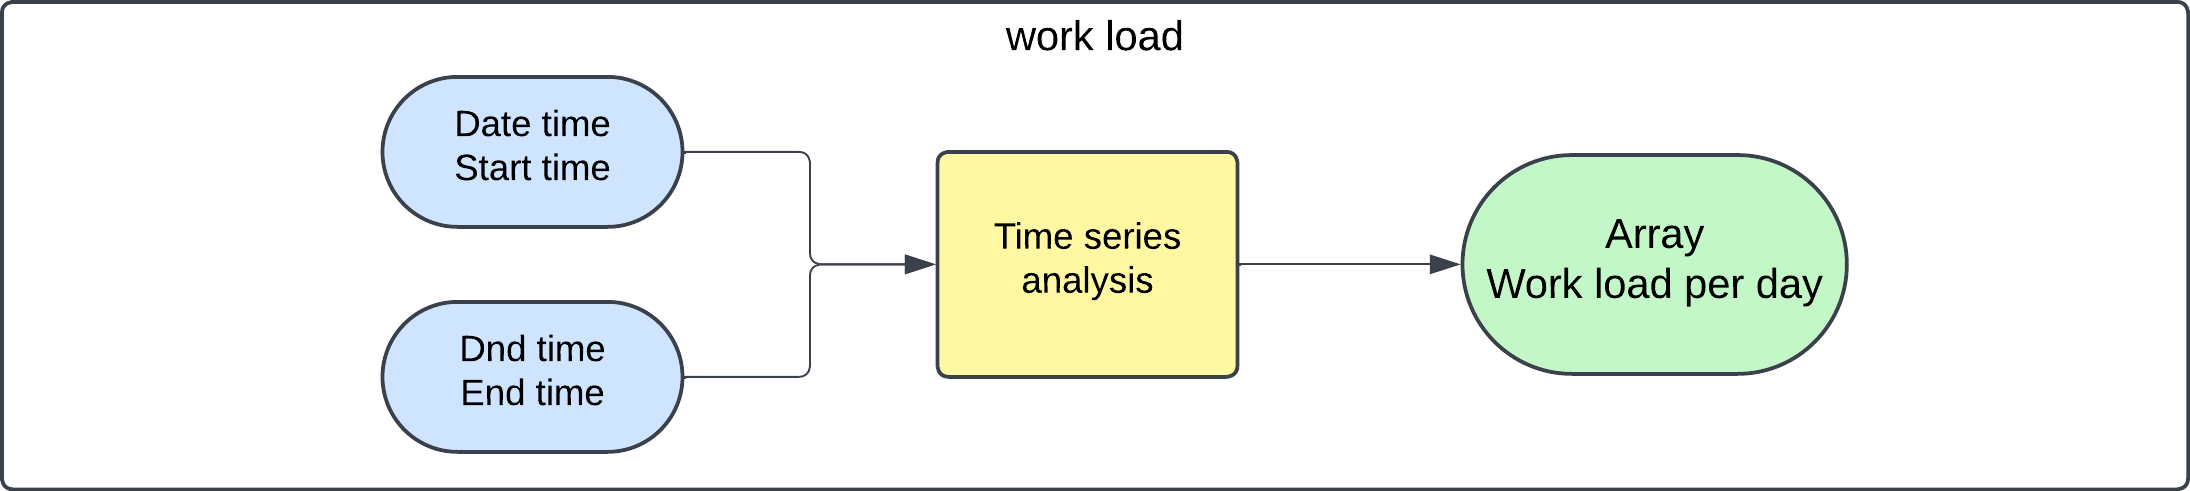 work load
Date time
Start time
Dnd time
End time
Time series
analysis
Array
Work load per day